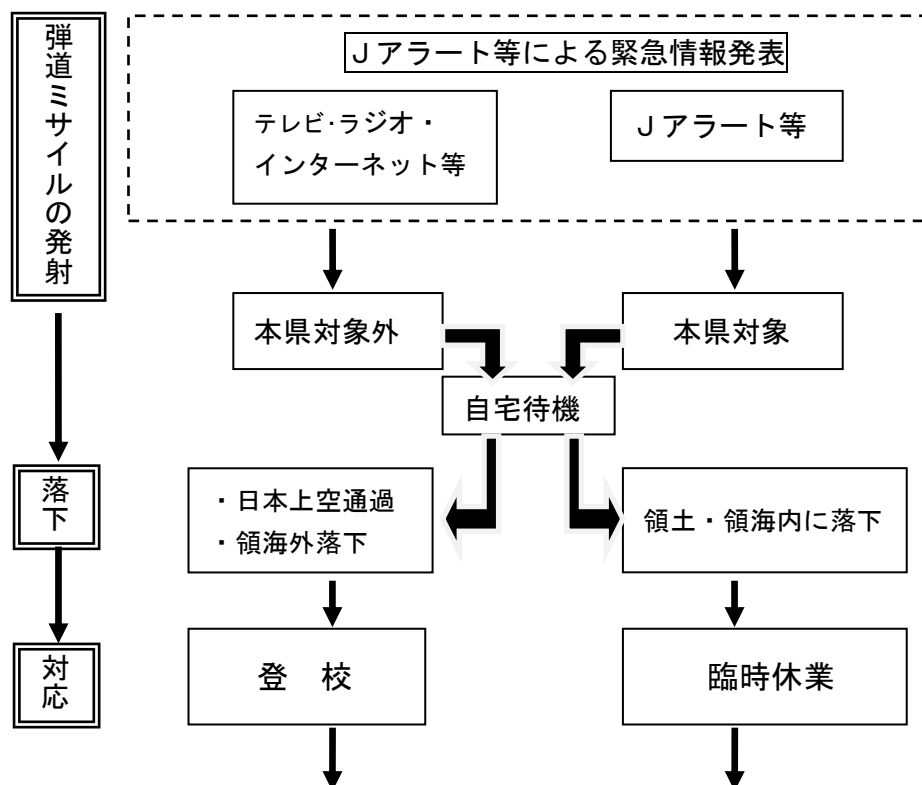 弾道ミサイルの発射
Jアラート等による緊急情報発表
テレビ・ラジオ・
インターネット等
Jアラート等
本県対象外
本県対象
自宅待機
落下
・日本上空通過
・領海外落下
領土・領海内に落下
対応
登　校
臨時休業